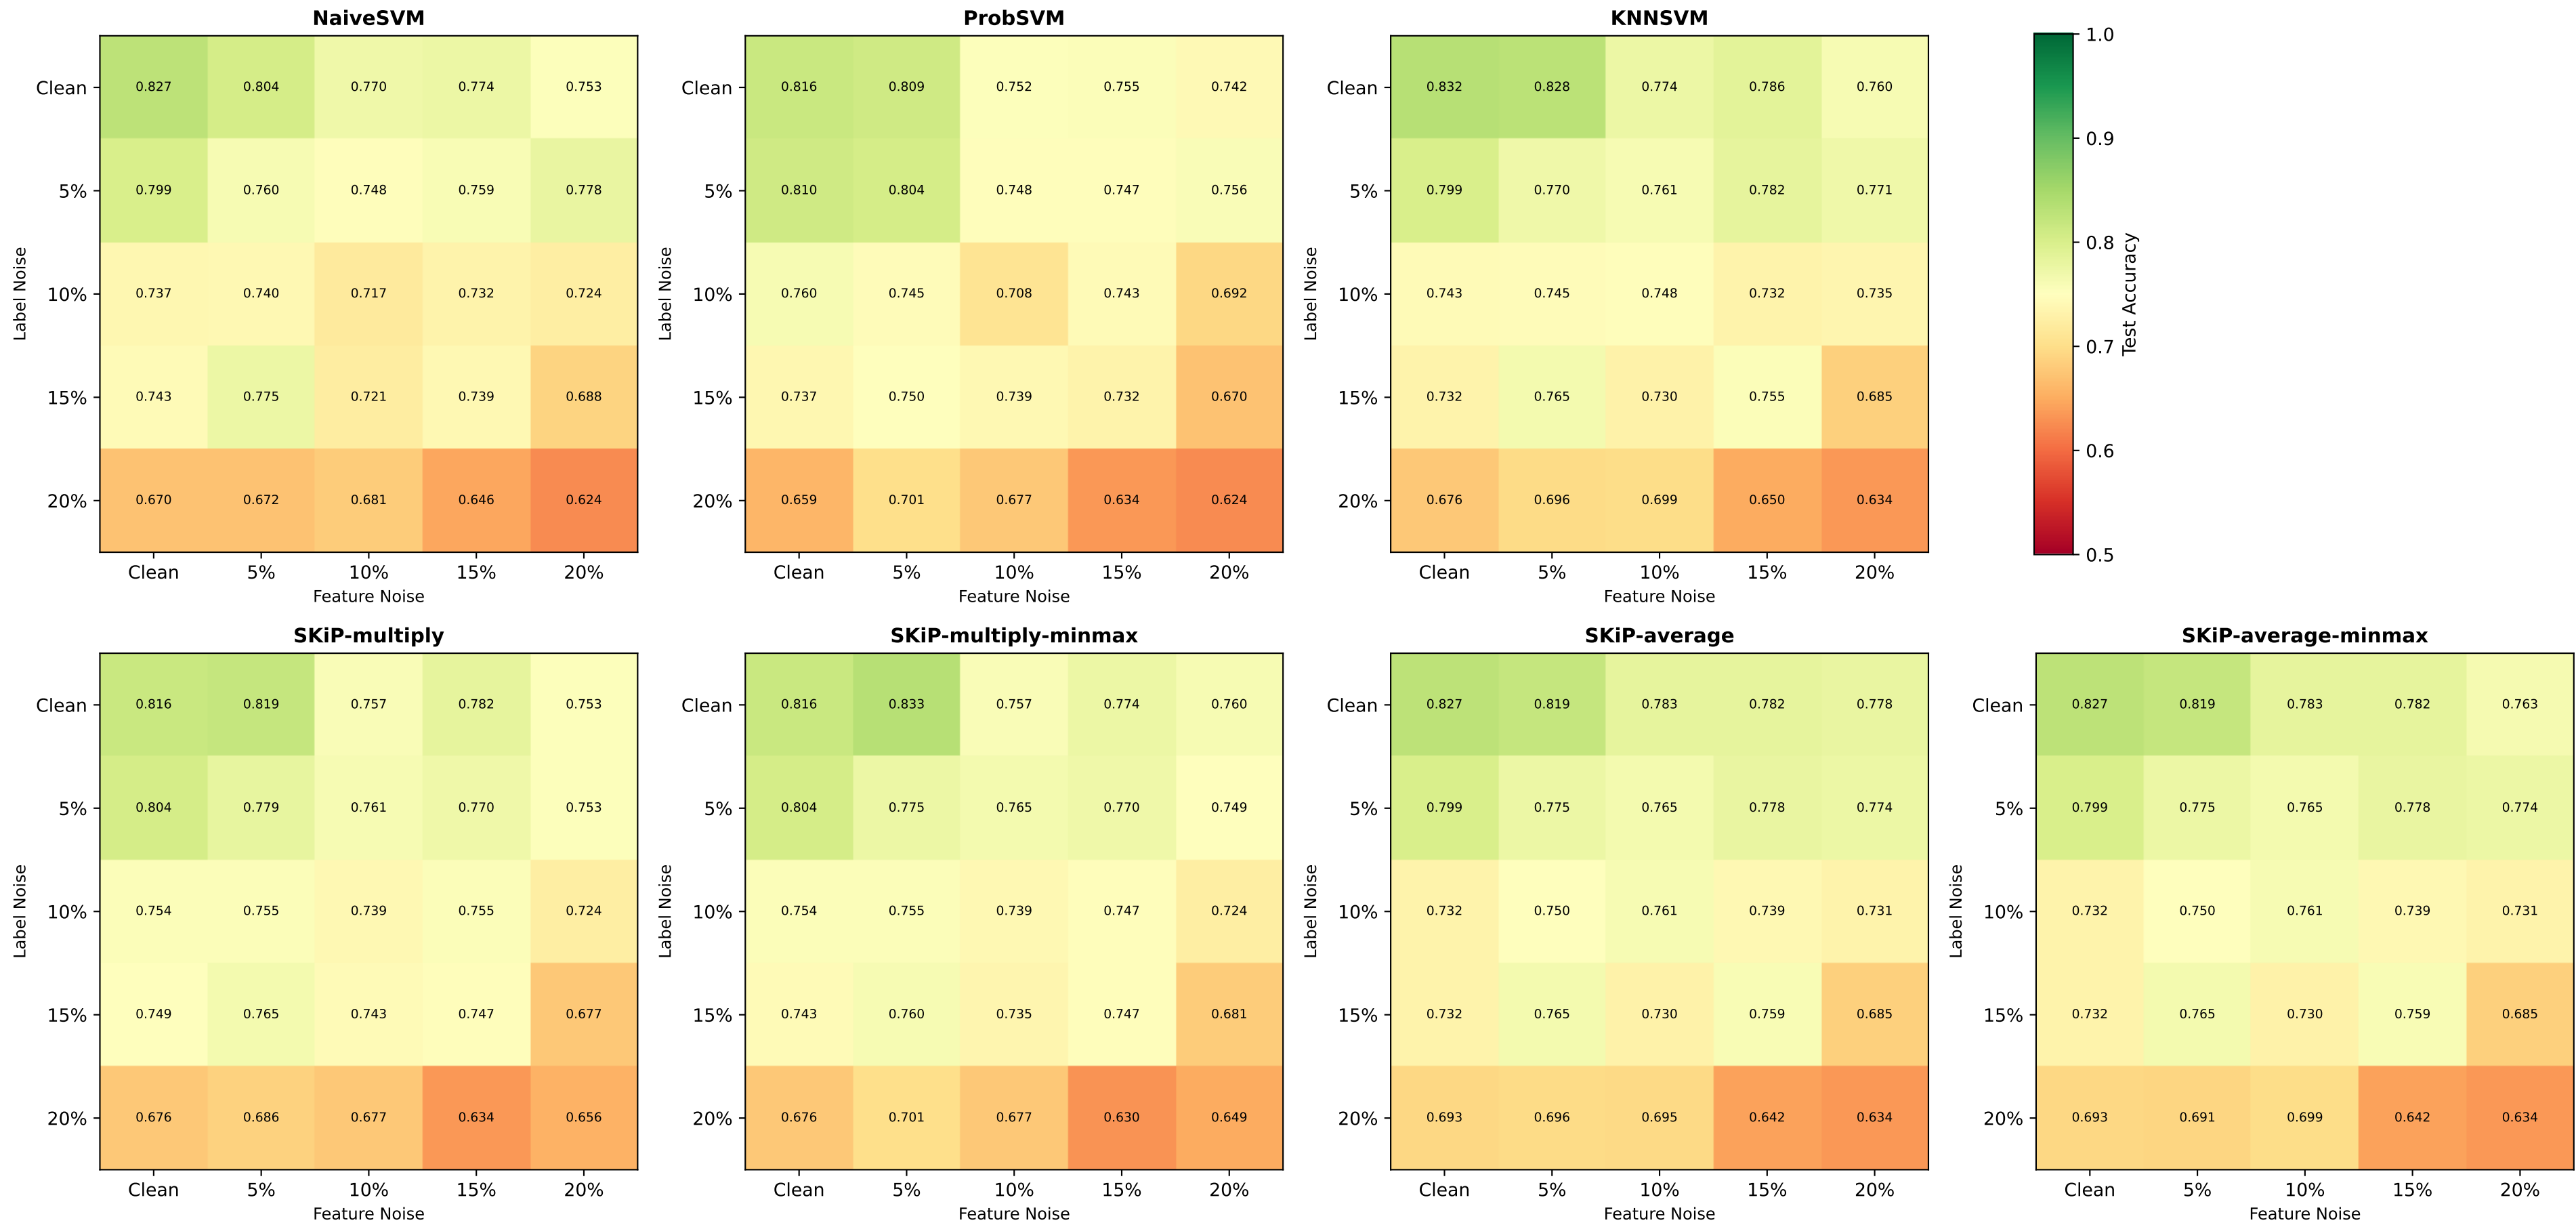 NaiveSVM
Clean 0.827 0.804 0.770 0.774 0.753
5% 0.799 0.760 0.748 0.759 0.778
10% 0.737 0.740 0.717 0.732 0.724
15% 0.743 0.775 0.721 0.739 0.688
20% 0.670 0.672 0.681 0.646 0.624
Label Noise
Clean 5% 10% 15% 20%
Feature Noise
ProbSVM
Clean 0.816 0.809 0.752 0.755 0.742
5% 0.810 0.804 0.748 0.747 0.756
10% 0.760 0.745 0.708 0.743 0.692
15% 0.737 0.750 0.739 0.732 0.670
20% 0.659 0.701 0.677 0.634 0.624
Label Noise
Clean 5% 10% 15% 20%
Feature Noise
KNNSVM
Clean 0.832 0.828 0.774 0.786 0.760
5% 0.799 0.770 0.761 0.782 0.771
10% 0.743 0.745 0.748 0.732 0.735
15% 0.732 0.765 0.730 0.755 0.685
20% 0.676 0.696 0.699 0.650 0.634
Label Noise
Clean 5% 10% 15% 20%
Feature Noise
1.0
0.9
0.8
0.7
0.6
0.5
Test Accuracy
SKiP-multiply
Clean 0.816 0.819 0.757 0.782 0.753
5% 0.804 0.779 0.761 0.770 0.753
10% 0.754 0.755 0.739 0.755 0.724
15% 0.749 0.765 0.743 0.747 0.677
20% 0.676 0.686 0.677 0.634 0.656
Label Noise
Clean 5% 10% 15% 20%
Feature Noise
SKiP-multiply-minmax
Clean 0.816 0.833 0.757 0.774 0.760
5% 0.804 0.775 0.765 0.770 0.749
10% 0.754 0.755 0.739 0.747 0.724
15% 0.743 0.760 0.735 0.747 0.681
20% 0.676 0.701 0.677 0.630 0.649
Label Noise
Clean 5% 10% 15% 20%
Feature Noise
SKiP-average
Clean 0.827 0.819 0.783 0.782 0.778
5% 0.799 0.775 0.765 0.778 0.774
10% 0.732 0.750 0.761 0.739 0.731
15% 0.732 0.765 0.730 0.759 0.685
20% 0.693 0.696 0.695 0.642 0.634
Label Noise
Clean 5% 10% 15% 20%
Feature Noise
SKiP-average-minmax
Clean 0.827 0.819 0.783 0.782 0.763
5% 0.799 0.775 0.765 0.778 0.774
10% 0.732 0.750 0.761 0.739 0.731
15% 0.732 0.765 0.730 0.759 0.685
20% 0.693 0.691 0.699 0.642 0.634
Label Noise
Clean 5% 10% 15% 20%
Feature Noise